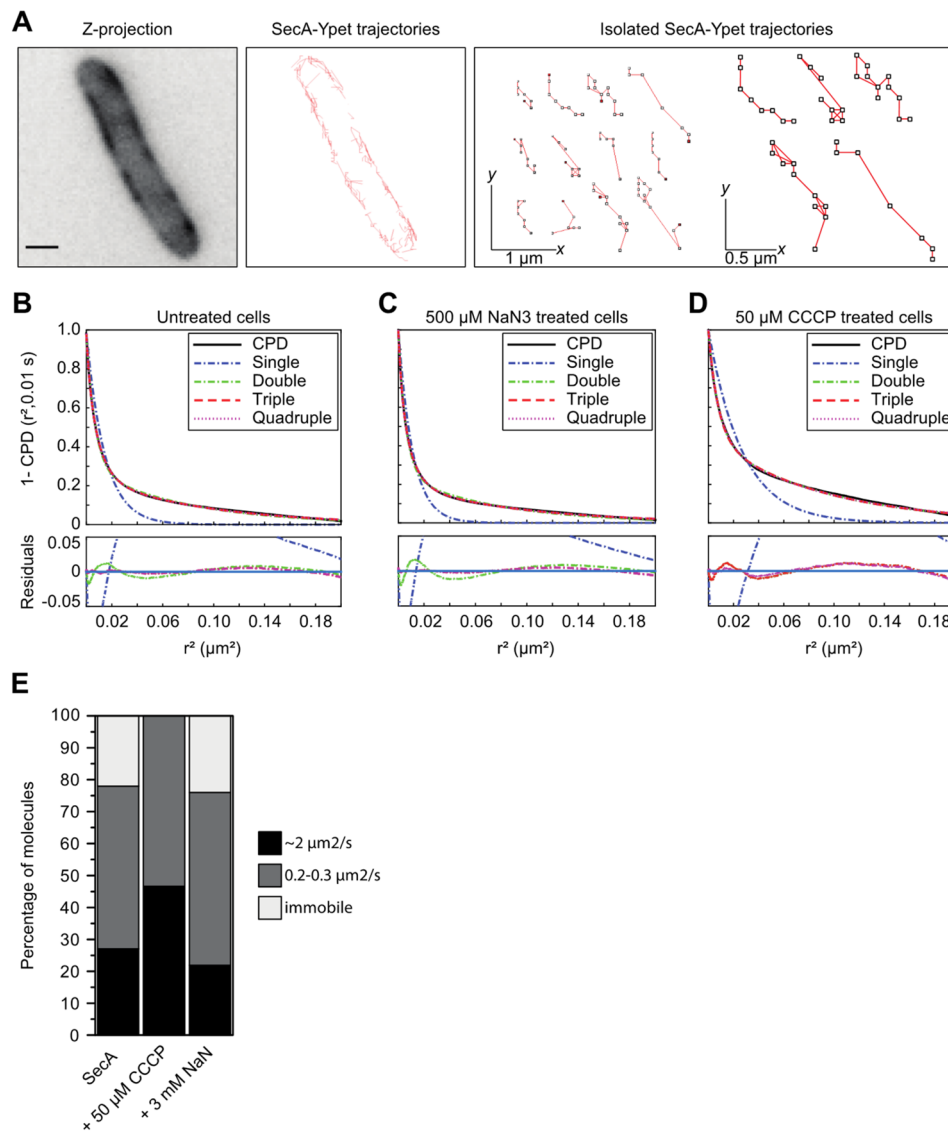 A
Z-projection
SecA-Ypet trajectories
Isolated SecA-Ypet trajectories
y
x
1 µm
y
x
0.5 µm
B
Untreated cells
1- CPD (r²,0.01 s)
1.0
0.8
0.6
0.4
0.2
0
CPD
Single
Double
Triple
Quadruple
Residuals
0.05
0
-0.05
0.02 0.06 0.10 0.14 0.18
r² (µm²)
C
500 µM NaN3 treated cells
CPD
Single
Double
Triple
Quadruple
0.02 0.06 0.10 0.14 0.18
r² (µm²)
D
50 µM CCCP treated cells
CPD
Single
Double
Triple
Quadruple
0.02 0.06 0.10 0.14 0.18
r² (µm²)
E
Percentage of molecules
100
90
80
70
60
50
40
30
20
10
0
~2 µm2/s
0.2-0.3 µm2/s
immobile
SecA
+ 50 µM CCCP
+ 3 mM NaN